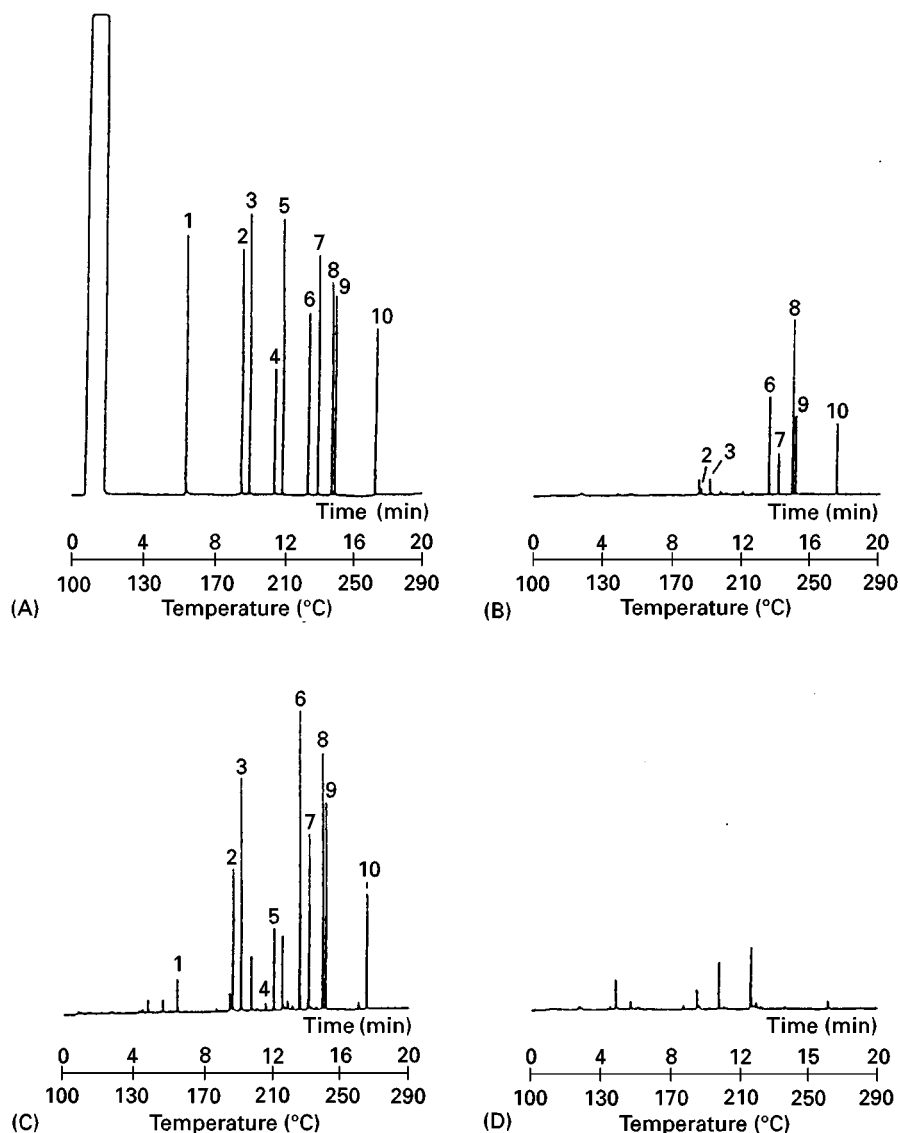 3
5
1
7
2
8
9
6
10
4
Time (min)
0 4 8 12 16 20
100 130 170 210 250 290
(A) Temperature (°C)
8
6
9
10
2 3
7
Time (min)
0 4 8 12 16 20
100 130 170 210 250 290
(B) Temperature (°C)
6
8
3
9
7
2
10
5
1
4
Time (min)
0 4 8 12 16 20
100 130 170 210 250 290
(C) Temperature (°C)
Time (min)
0 4 8 12 16 20
100 130 170 210 250 290
(D) Temperature (°C)